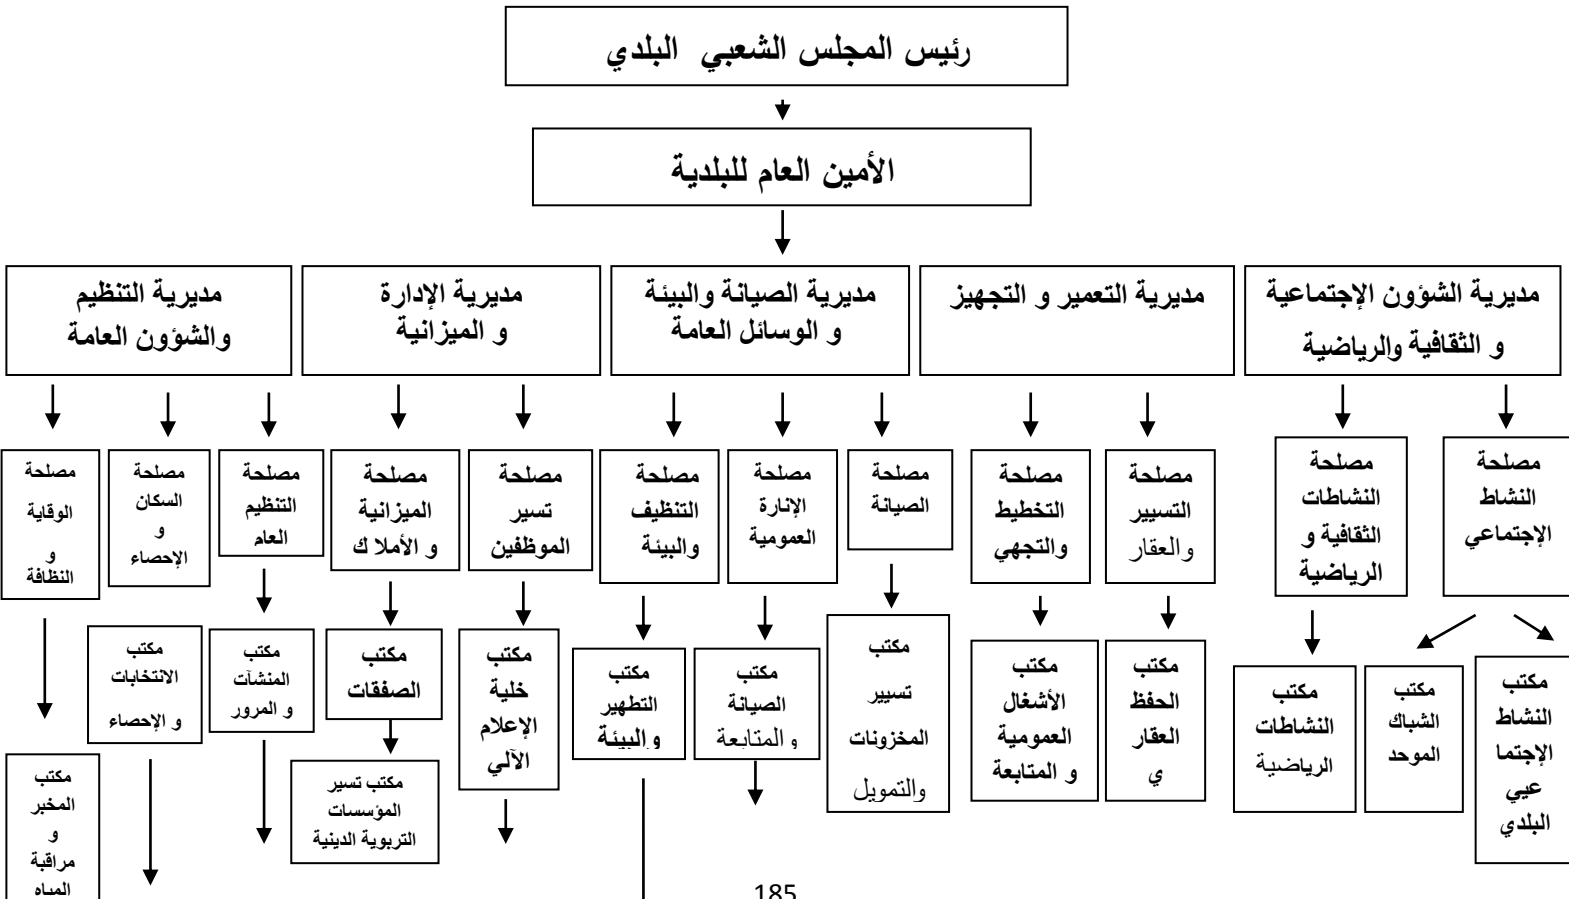 رئيس المجلس الشعبي البلدي
الأمين العام للبلدية
مديرية الشؤون الإجتماعية
و الثقافية والرياضية
مديرية التعمير و التجهيز
مديرية الصيانة والبيئة
و الوسائل العامة
مديرية الإدارة
و الميزانية
مديرية التنظيم
والشؤون العامة
مصلحة
النشاط
الإجتماعي
مصلحة
النشاطات
الثقافية و
الرياضية
مصلحة
التسيير
والعقار
مصلحة
التخطيط
والتجهي
مصلحة
الصيانة
مصلحة
الإنارة
العمومية
مصلحة
التنظيف
والبيئة
مصلحة
تسير
الموظفين
مصلحة
الميزانية
و الأملا ك
مصلحة
التنظيم
العام
مصلحة
السكان
و
الإحصاء
مصلحة
الوقاية
و
النظافة
مكتب
النشاط
الإجتما
عيي
البلدي
مكتب
الشباك
الموحد
مكتب
النشاطات
الرياضية
مكتب
الحفظ
العقار
ي
مكتب
الأشغال
العمومية
و المتابعة
مكتب
تسيير
المخزونات
والتمويل
مكتب
الصيانة
و المتابعة
مكتب
التطهير
والبيئة
مكتب
خلية
الإعلام
الآلي
مكتب
الصفقات
مكتب تسير
المؤسسات
التربوية الدينية
مكتب
المنشآت
و المرور
مكتب
الانتخابات
و الإحصاء
مكتب
المخبر
و
مراقبة
المياه
185